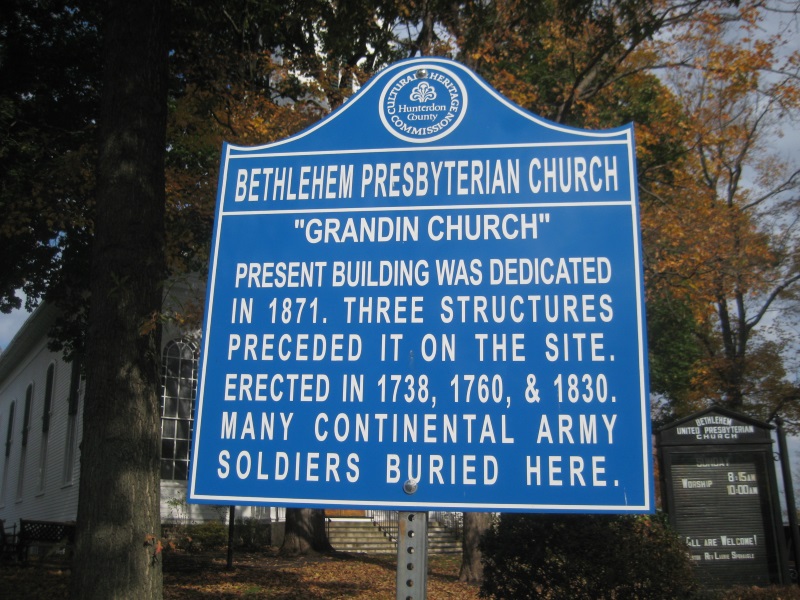 CULTURAL HERITAGE
Hunterdon
County
COMMISSION
BETHLEHEM PRESBYTERIAN CHURCH
"GRANDIN CHURCH"
PRESENT BUILDING WAS DEDICATED
IN 1871. THREE STRUCTURES
PRECEDED IT ON THE SITE.
ERECTED IN 1738, 1760, & 1830.
MANY CONTINENTAL ARMY
SOLDIERS BURIED HERE.
BETHLEHEM
UNITED PRESBYTERIAN
CHURCH
SUNDAY
WORSHIP 8:15AM
10:00AM
ALL ARE WELCOME!